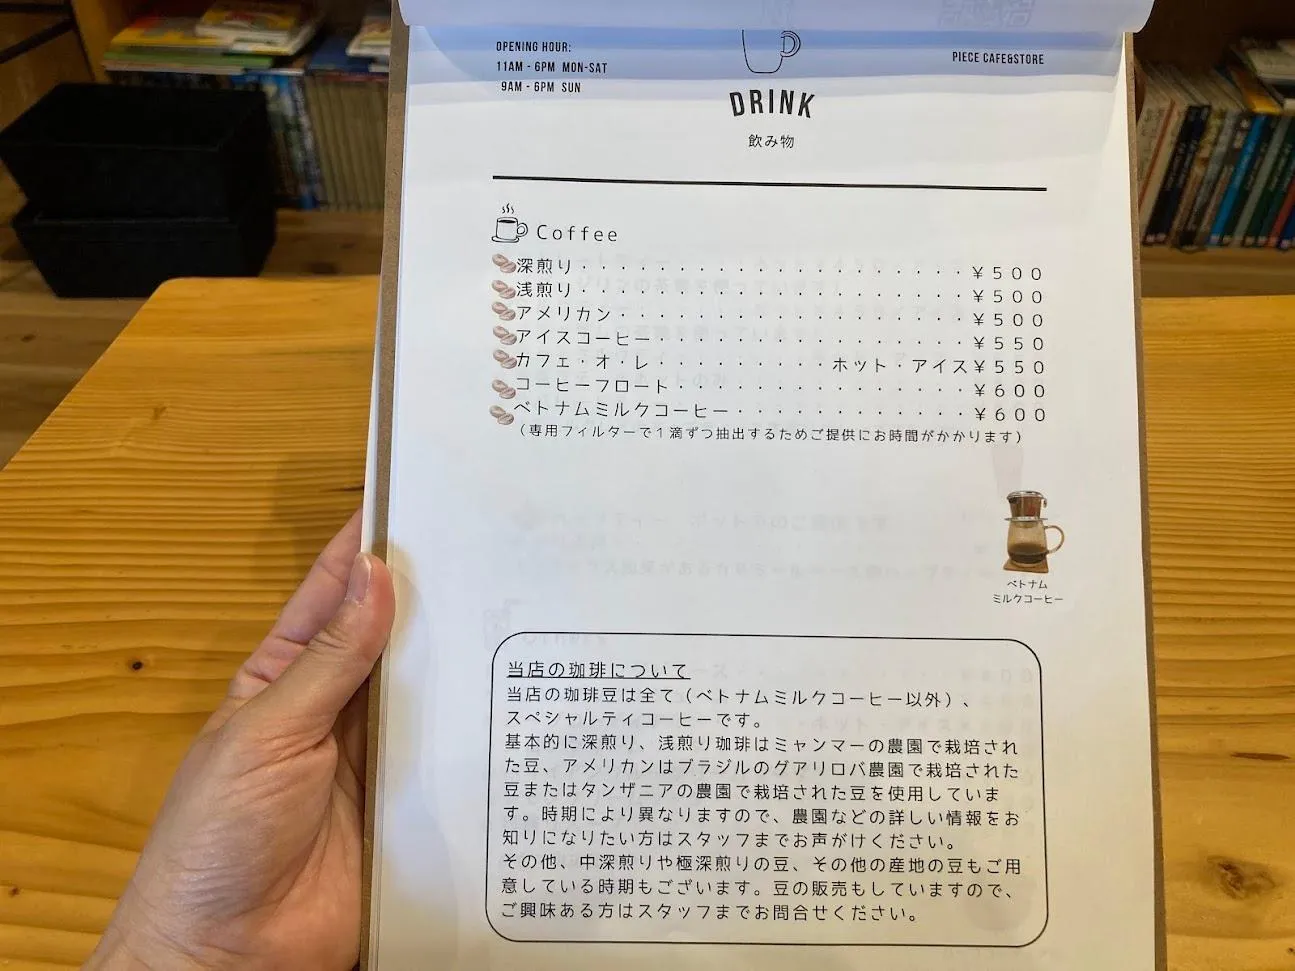 OPENING HOUR:
11AM - 6PM MON-SAT
9AM - 6PM SUN
PIECE CAFE&STORE
DRINK
飲み物
Coffee
深煎り・・・・・・・・・・・・・・・・・・・・￥500
浅煎り・・・・・・・・・・・・・・・・・・・・￥500
アメリカン・・・・・・・・・・・・・・・・・・￥500
アイスコーヒー・・・・・・・・・・・・・・・・￥550
カフェ・オ・レ・・・・・・・・ホット・アイス￥550
コーヒーフロート・・・・・・・・・・・・・・・￥600
ベトナムミルクコーヒー・・・・・・・・・・・・￥600
（専用フィルターで1滴ずつ抽出するためご提供にお時間がかかります）
ベトナム
ミルクコーヒー
当店の珈琲について
当店の珈琲豆は全て（ベトナムミルクコーヒー以外）、
スペシャルティコーヒーです。
基本的に深煎り、浅煎り珈琲はミャンマーの農園で栽培され
た豆、アメリカンはブラジルのグアリロバ農園で栽培された
豆またはタンザニアの農園で栽培された豆を使用していま
す。時期により異なりますので、農園などの詳しい情報をお
知りになりたい方はスタッフまでお声がけください。
その他、中深煎りや極深煎りの豆、その他の産地の豆もご用
意している時期もございます。豆の販売もしていますので、
ご興味ある方はスタッフまでお問合せください。